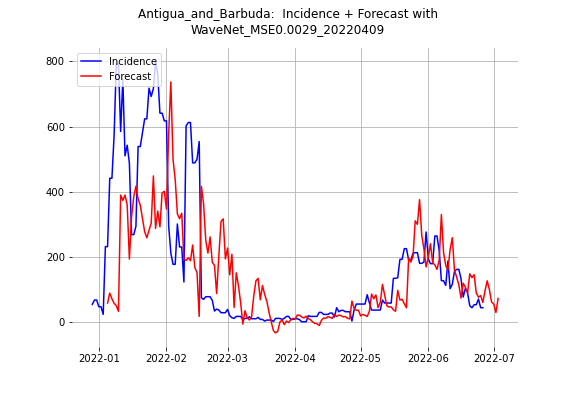 Antigua_and_Barbuda:  Incidence + Forecast with
WaveNet_MSE0.0029_20220409
800
600
400
200
0
Incidence
Forecast
2022-01 2022-02 2022-03 2022-04 2022-05 2022-06 2022-07